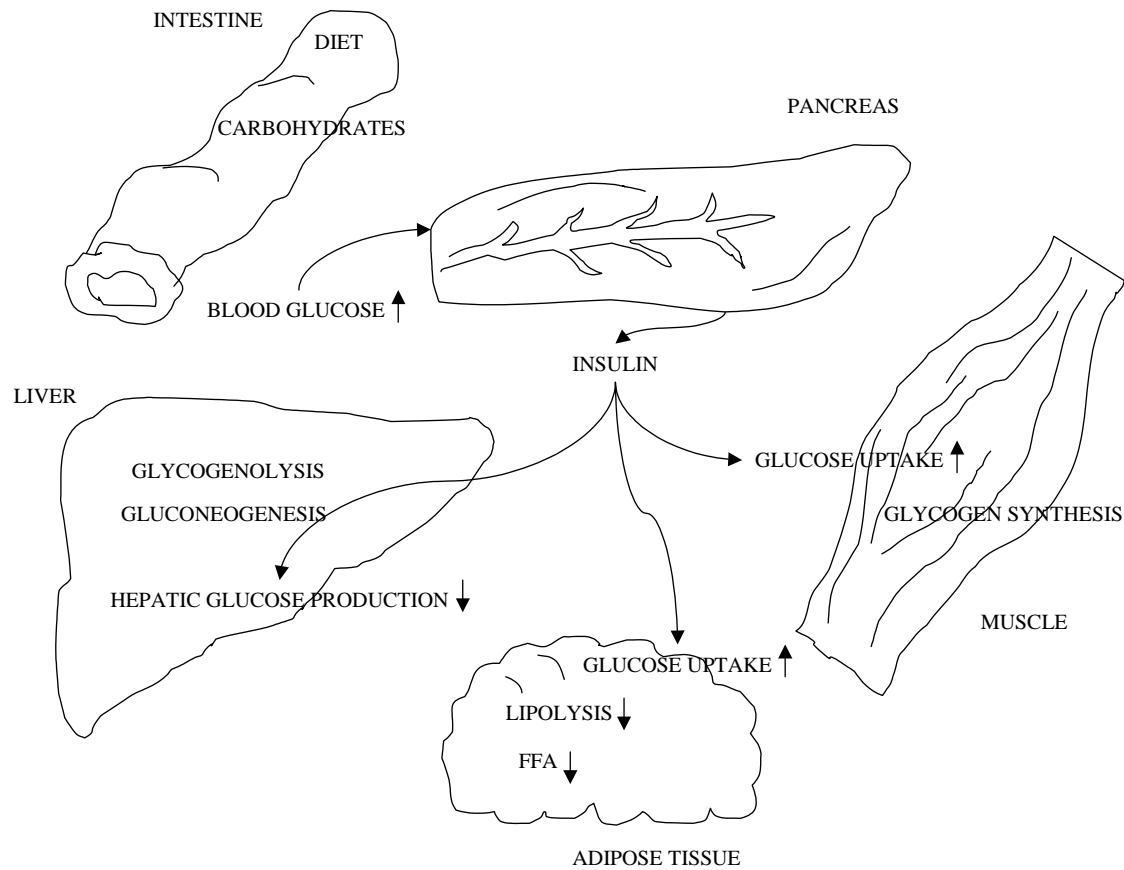 INTESTINE
DIET
CARBOHYDRATES
PANCREAS
BLOOD GLUCOSE
INSULIN
LIVER
GLYCOGENOLYSIS
GLUCONEOGENESIS
HEPATIC GLUCOSE PRODUCTION
GLUCOSE UPTAKE
GLYCOGEN SYNTHESIS
MUSCLE
GLUCOSE UPTAKE
LIPOLYSIS
FFA
ADIPOSE TISSUE